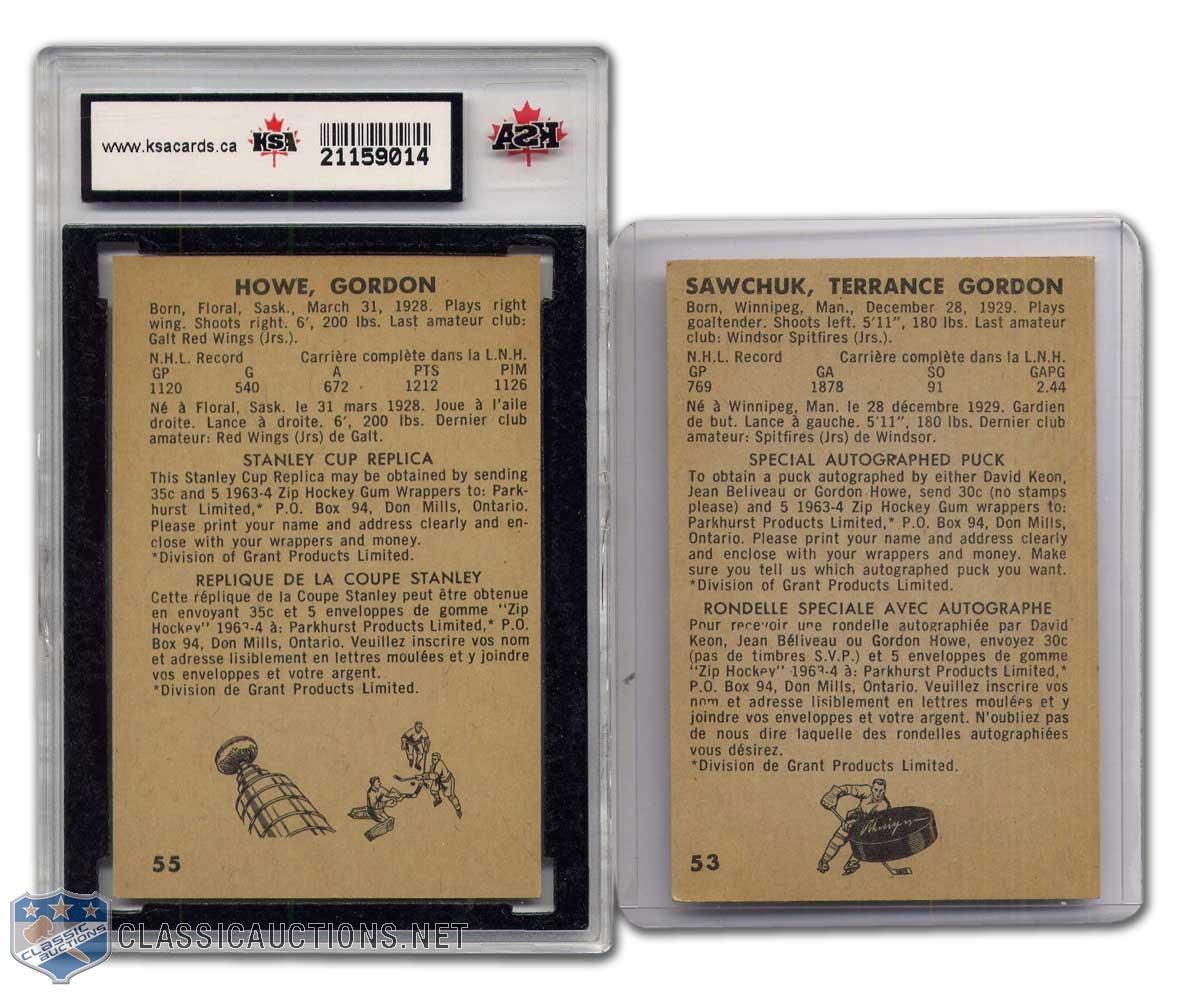 www.ksacards.ca
KSA
21159014
KSA
HOWE, GORDON
Born, Floral, Sask., March 31, 1928. Plays right
wing. Shoots right. 6', 200 lbs. Last amateur club:
Galt Red Wings (Jrs.).
N.H.L. Record Carrière complète dans la L.N.H.
GP G A PTS PIM
1120 540 672 1212 1126
Né à Floral, Sask. le 31 mars 1928. Joue à l'aile
droite. Lance à droite. 6', 200 lbs. Dernier club
amateur: Red Wings (Jrs) de Galt.
STANLEY CUP REPLICA
This Stanley Cup Replica may be obtained by sending
35c and 5 1963-4 Zip Hockey Gum Wrappers to: Park-
hurst Limited,* P.O. Box 94, Don Mills, Ontario.
Please print your name and address clearly and en-
close with your wrappers and money.
*Division of Grant Products Limited.
REPLIQUE DE LA COUPE STANLEY
Cette réplique de la Coupe Stanley peut être obtenue
en envoyant 35c et 5 enveloppes de gomme "Zip
Hockey" 1963-4 à: Parkhurst Products Limited,* P.O.
Box 94, Don Mills, Ontario. Veuillez inscrire vos nom
et adresse lisiblement en lettres moulées et y joindre
vos enveloppes et votre argent.
*Division de Grant Products Limited.
55
SAWCHUK, TERRANCE GORDON
Born, Winnipeg, Man., December 28, 1929. Plays
goaltender. Shoots left. 5'11", 180 lbs. Last amateur
club: Windsor Spitfires (Jrs.).
N.H.L. Record Carrière complète dans la L.N.H.
GP GA SO GAPG
769 1878 91 2.44
Né à Winnipeg, Man. le 28 décembre 1929. Gardien
de but. Lance à gauche. 5'11", 180 lbs. Dernier club
amateur: Spitfires (Jrs) de Windsor.
SPECIAL AUTOGRAPHED PUCK
To obtain a puck autographed by either David Keon,
Jean Beliveau or Gordon Howe, send 30c (no stamps
please) and 5 1963-4 Zip Hockey Gum wrappers to:
Parkhurst Products Limited,* P.O. Box 94, Don Mills,
Ontario. Please print your name and address clearly
and enclose with your wrappers and money. Make
sure you tell us which autographed puck you want.
*Division of Grant Products Limited.
RONDELLE SPECIALE AVEC AUTOGRAPHE
Pour recevoir une rondelle autographiée par David
Keon, Jean Béliveau ou Gordon Howe, envoyez 30c
(pas de timbres S.V.P.) et 5 enveloppes de gomme
"Zip Hockey" 1963-4 à: Parkhurst Products Limited,*
P.O. Box 94, Don Mills, Ontario. Veuillez inscrire vos
nom et adresse lisiblement en lettres moulées et y
joindre vos enveloppes et votre argent. N'oubliez pas
de nous dire laquelle des rondelles autographiées
vous désirez.
*Division de Grant Products Limited.
53
CLASSIC
AUCTIONS
CLASSICAUCTIONS.NET